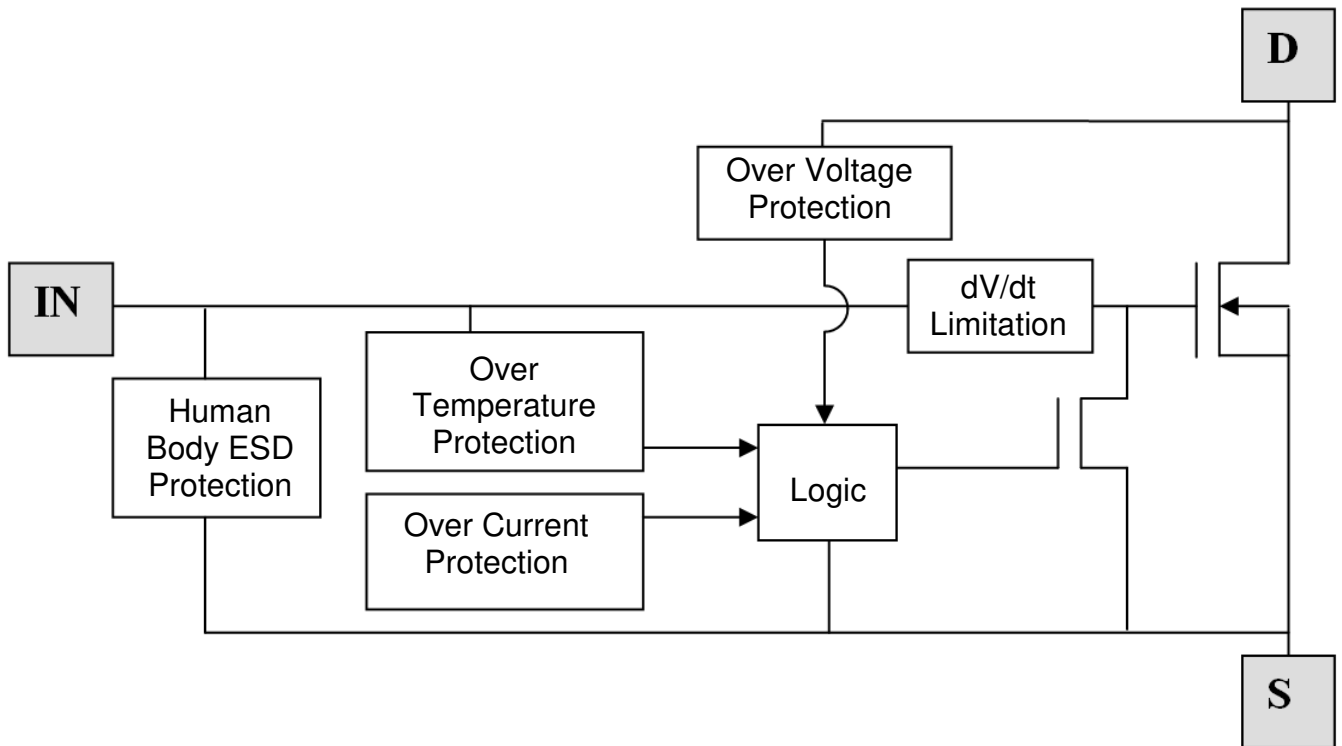 D
Over Voltage
Protection
IN
dV/dt
Limitation
Over
Temperature
Protection
Human
Body ESD
Protection
Logic
Over Current
Protection
S